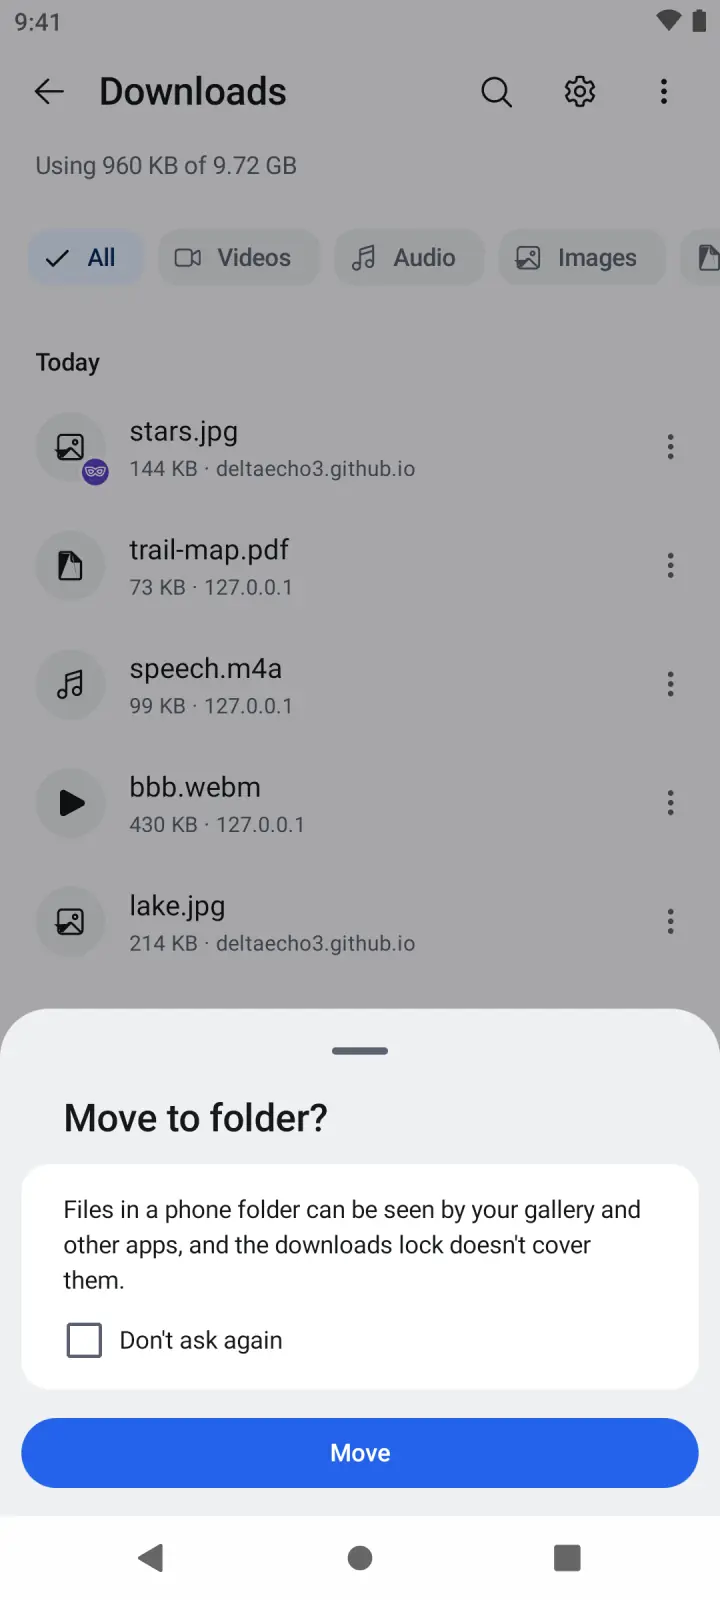 9:41
Downloads
Using 960 KB of 9.72 GB
All
Videos
Audio
Images
Today
stars.jpg
144 KB · deltaecho3.github.io
trail-map.pdf
73 KB · 127.0.0.1
speech.m4a
99 KB · 127.0.0.1
bbb.webm
430 KB · 127.0.0.1
lake.jpg
214 KB · deltaecho3.github.io
Move to folder?
Files in a phone folder can be seen by your gallery and
other apps, and the downloads lock doesn't cover
them.
Don't ask again
Move